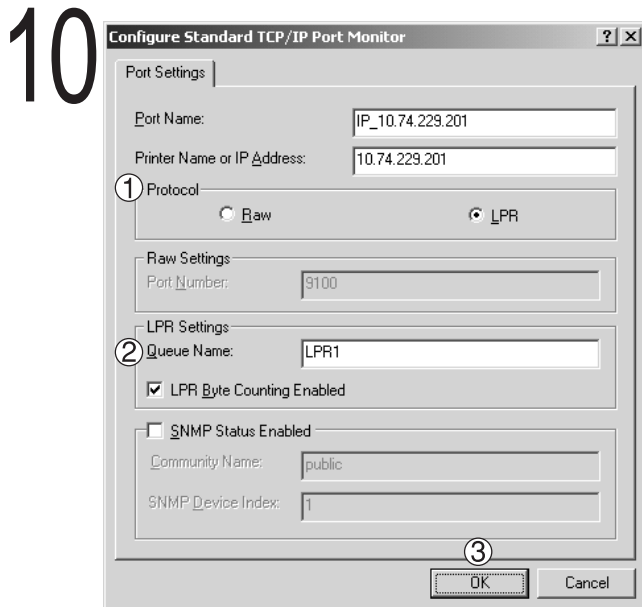 10
Configure Standard TCP/IP Port Monitor ? X
Port Settings
Port Name: IP_10.74.229.201
Printer Name or IP Address: 10.74.229.201
① Protocol
Raw LPR
Raw Settings
Port Number: 9100
LPR Settings
② Queue Name: LPR1
LPR Byte Counting Enabled
SNMP Status Enabled
Community Name: public
SNMP Device Index: 1
③
OK Cancel